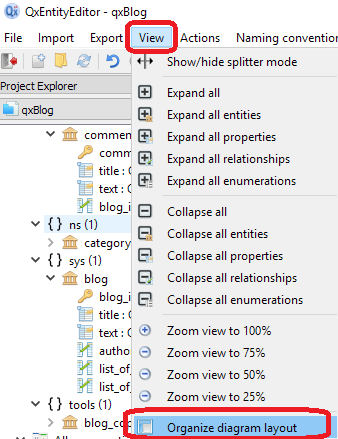 QxEntityEditor - qxBlog
File Import Export View Actions Naming convention
Project Explorer
qxBlog
commen
comm
title : C
text : C
blog_i
{ } ns (1)
category
{ } sys (1)
blog
blog_i
title : C
text : C
autho
list_of_
list_of_
{ } tools (1)
blog_coo
Show/hide splitter mode
Expand all
Expand all entities
Expand all properties
Expand all relationships
Expand all enumerations
Collapse all
Collapse all entities
Collapse all properties
Collapse all relationships
Collapse all enumerations
Zoom view to 100%
Zoom view to 75%
Zoom view to 50%
Zoom view to 25%
Organize diagram layout